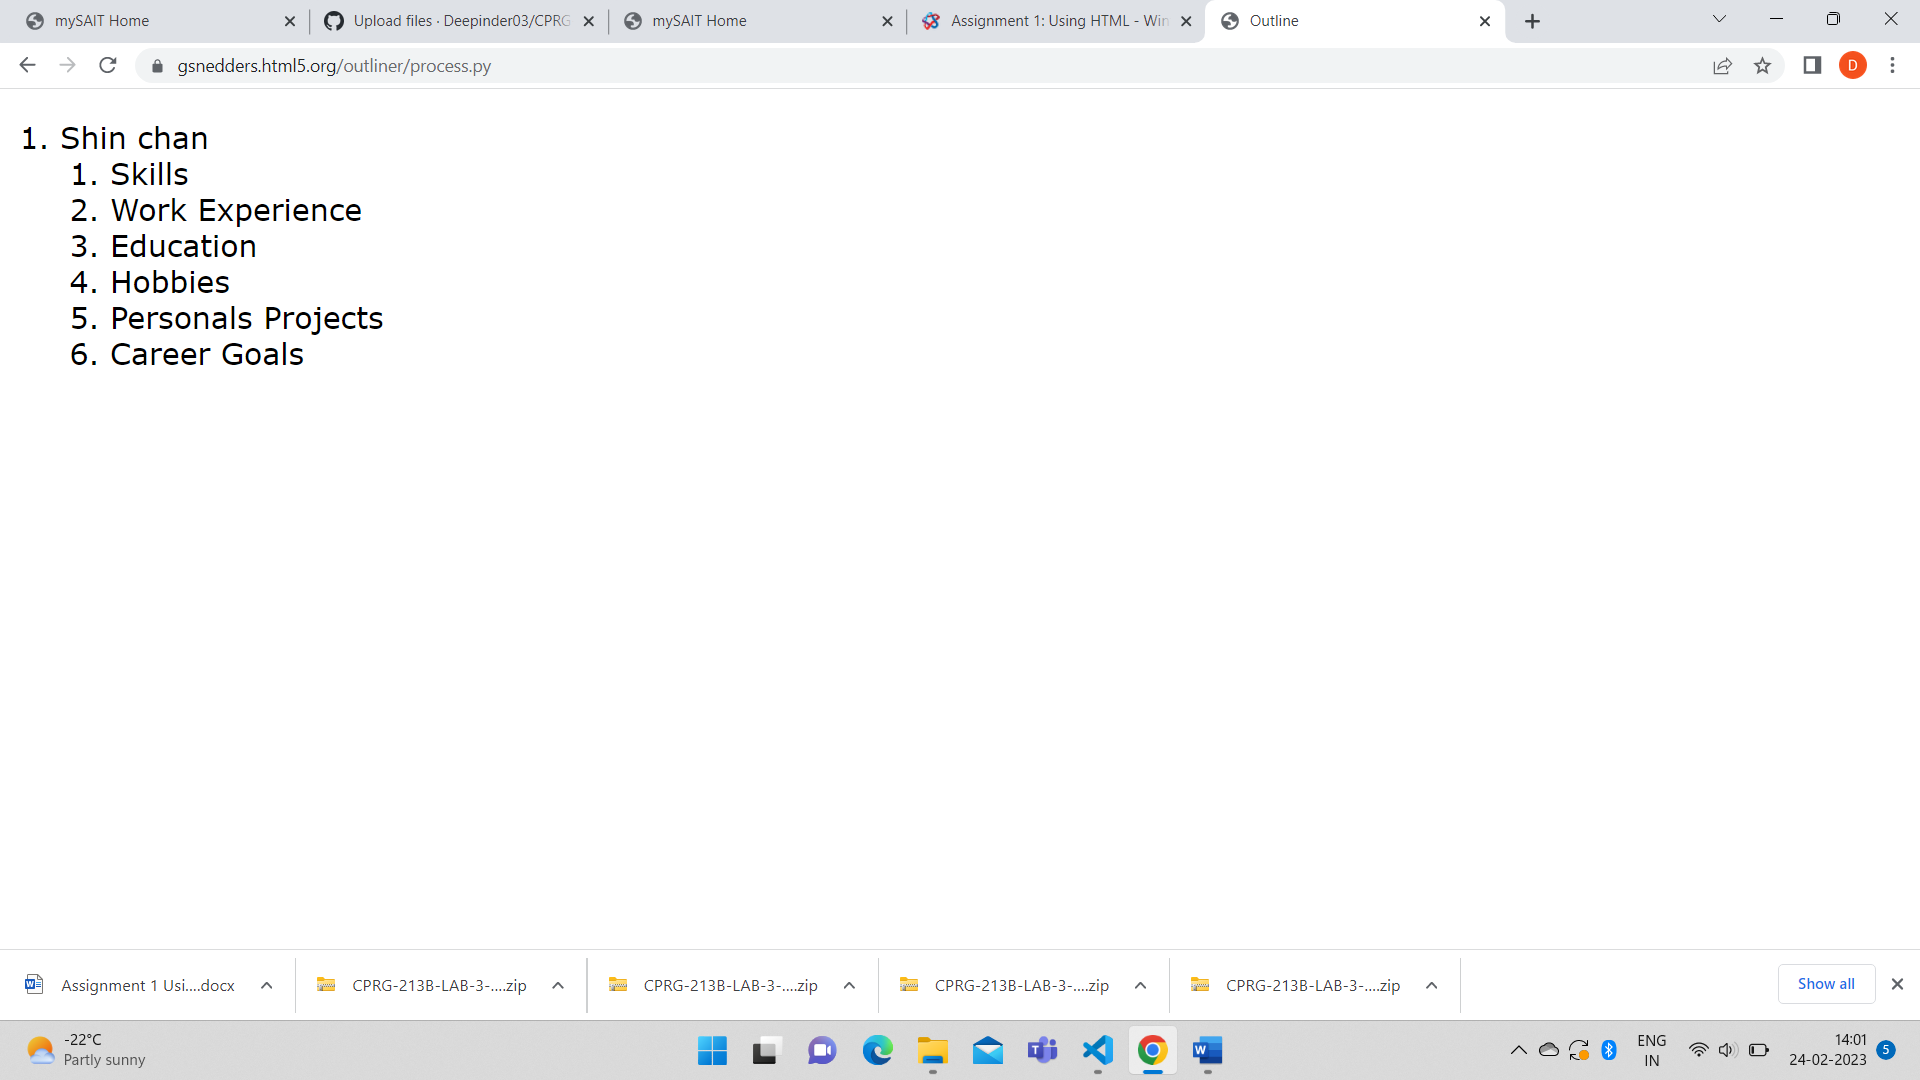 mySAIT Home
Upload files · Deepinder03/CPRG
mySAIT Home
Assignment 1: Using HTML - Win
Outline
gsnedders.html5.org/outliner/process.py
D
1. Shin chan
1. Skills
2. Work Experience
3. Education
4. Hobbies
5. Personals Projects
6. Career Goals
Assignment 1 Usi....docx
CPRG-213B-LAB-3-....zip
CPRG-213B-LAB-3-....zip
CPRG-213B-LAB-3-....zip
CPRG-213B-LAB-3-....zip
Show all
-22°C
Partly sunny
ENG
IN
14:01
24-02-2023
5